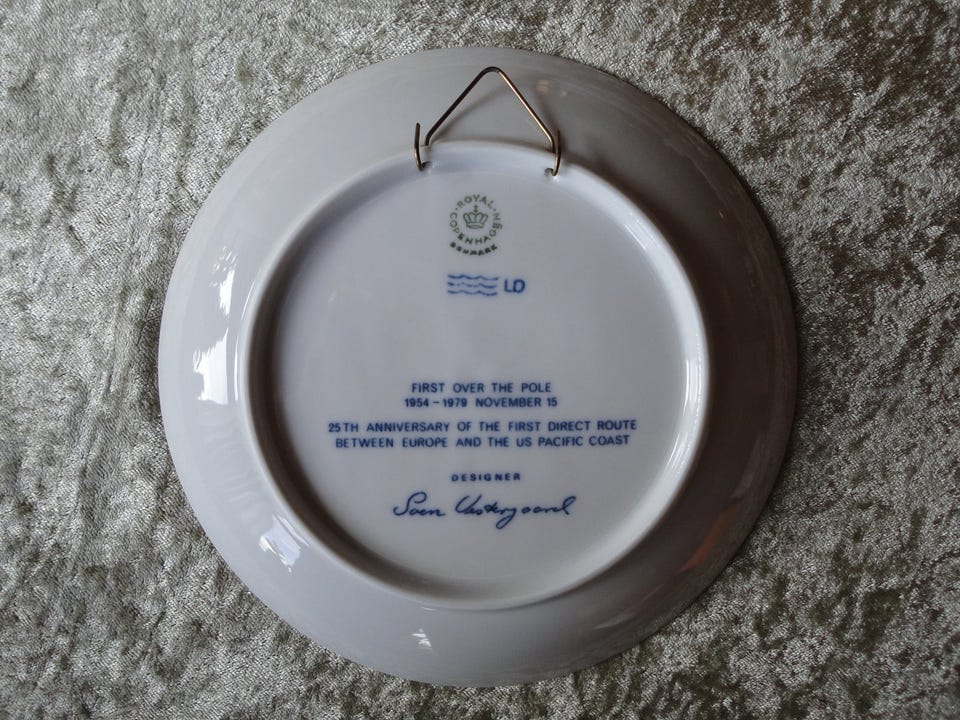 ROYAL COPENHAGEN
DENMARK
LD
FIRST OVER THE POLE
1954 - 1979 NOVEMBER 15
25TH ANNIVERSARY OF THE FIRST DIRECT ROUTE
BETWEEN EUROPE AND THE US PACIFIC COAST
DESIGNER
Sven Vestergaard